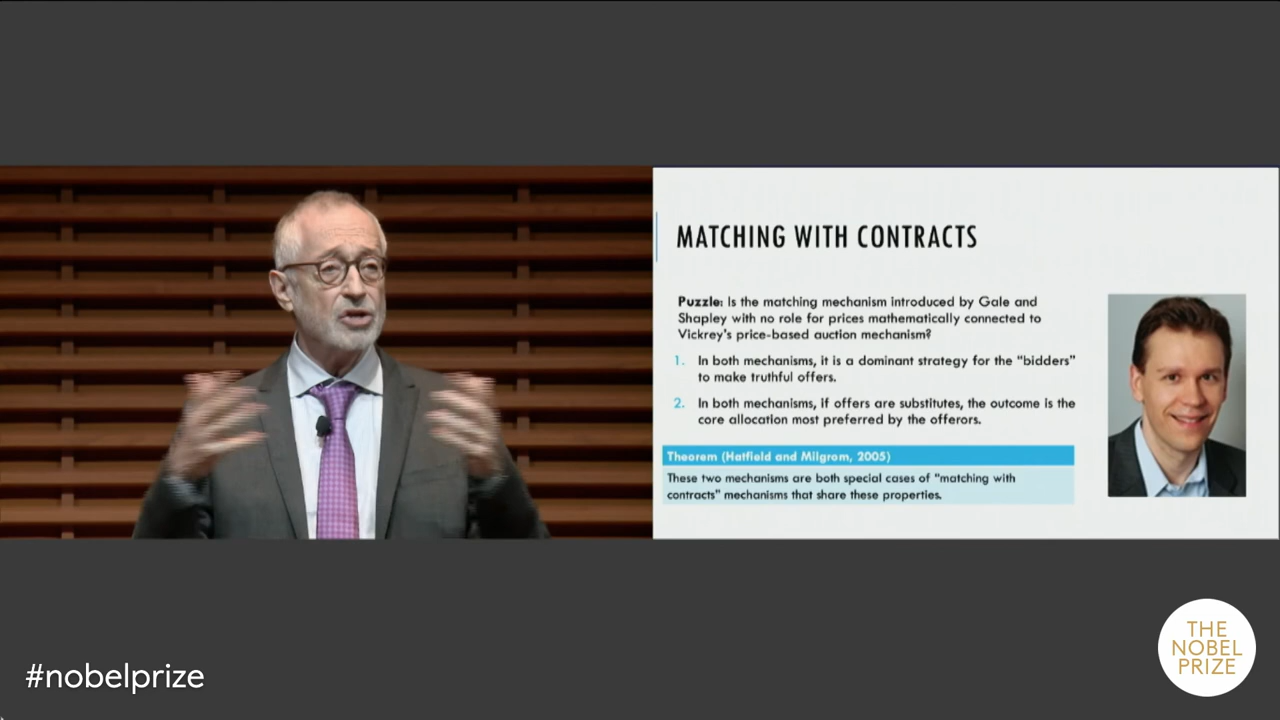 MATCHING WITH CONTRACTS
Puzzle: Is the matching mechanism introduced by Gale and
Shapley with no role for prices mathematically connected to
Vickrey's price-based auction mechanism?
1. In both mechanisms, it is a dominant strategy for the "bidders"
to make truthful offers.
2. In both mechanisms, if offers are substitutes, the outcome is the
core allocation most preferred by the offerors.
Theorem (Hatfield and Milgrom, 2005)
These two mechanisms are both special cases of "matching with
contracts" mechanisms that share these properties.
#nobelprize
THE
NOBEL
PRIZE